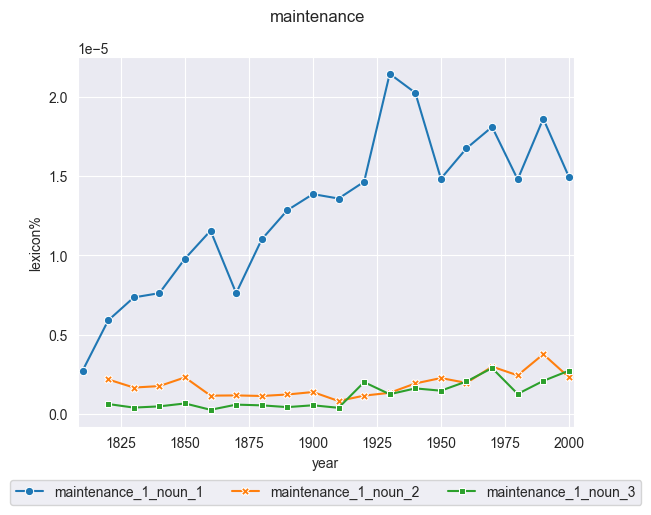 maintenance
1e−5
2.0
1.5
1.0
0.5
0.0
lexicon%
1825 1850 1875 1900 1925 1950 1975 2000
year
maintenance_1_noun_1 maintenance_1_noun_2 maintenance_1_noun_3